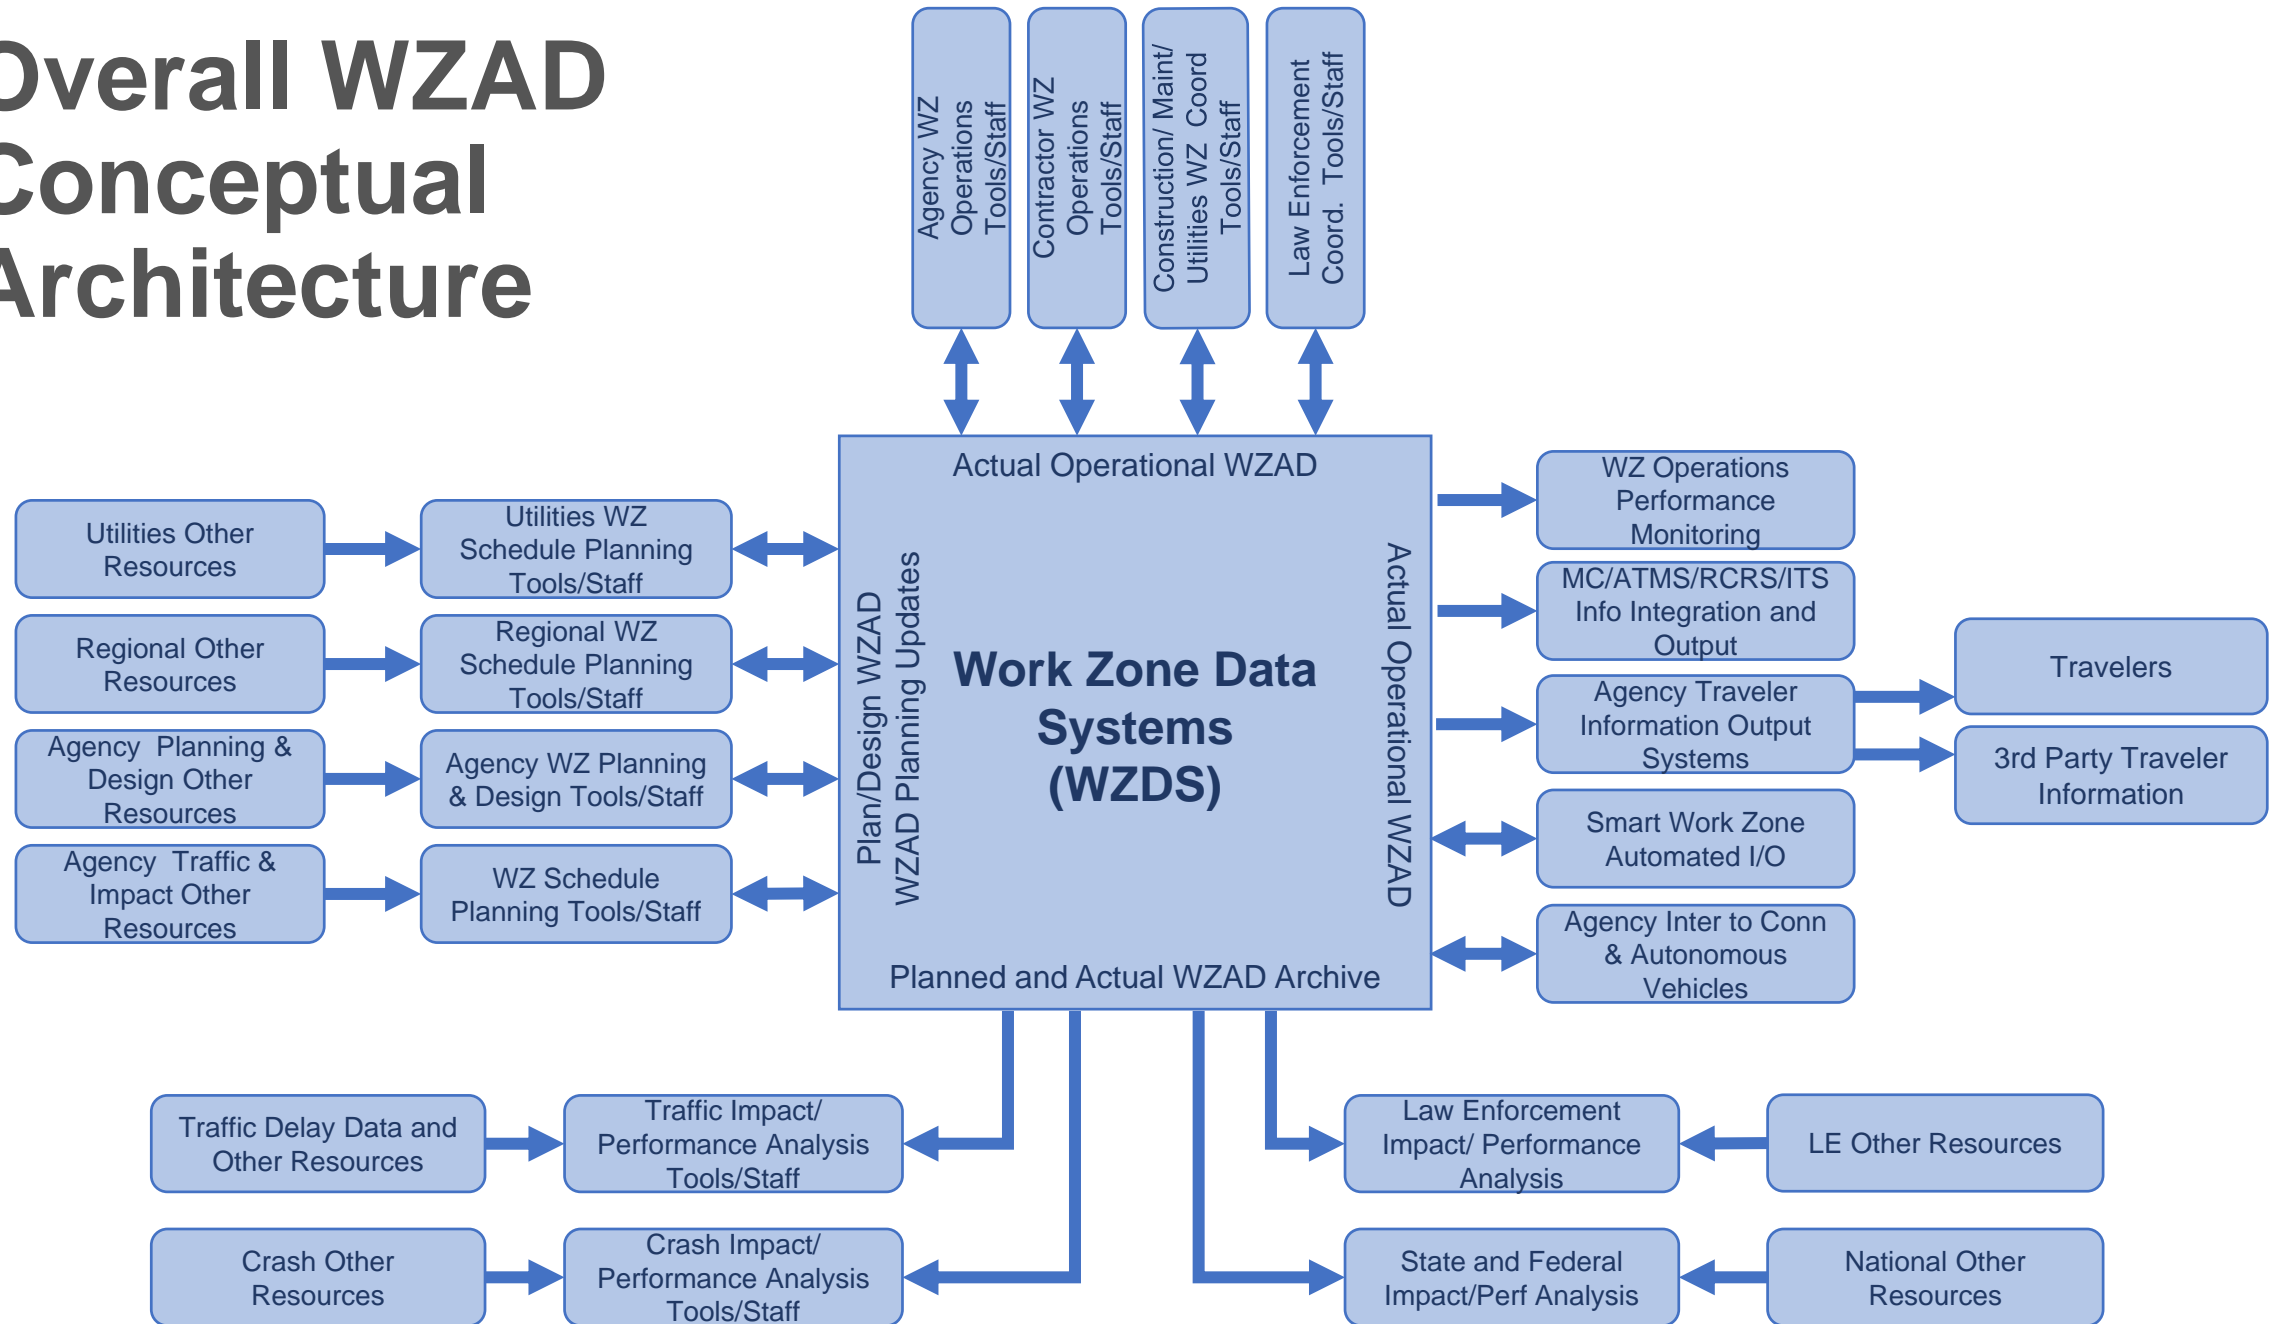 Overall WZAD
Conceptual
Architecture
Agency WZ
Operations
Tools/Staff
Contractor WZ
Operations
Tools/Staff
Construction/ Maint/
Utilities WZ  Coord
Tools/Staff
Law Enforcement
Coord.  Tools/Staff
Utilities Other
Resources
Utilities WZ
Schedule Planning
Tools/Staff
Regional Other
Resources
Regional WZ
Schedule Planning
Tools/Staff
Agency  Planning &
Design Other
Resources
Agency WZ Planning
& Design Tools/Staff
Agency  Traffic &
Impact Other
Resources
WZ Schedule
Planning Tools/Staff
Actual Operational WZAD
Plan/Design WZAD
WZAD Planning Updates
Work Zone Data
Systems
(WZDS)
Actual Operational WZAD
Planned and Actual WZAD Archive
WZ Operations
Performance
Monitoring
MC/ATMS/RCRS/ITS
Info Integration and
Output
Agency Traveler
Information Output
Systems
Smart Work Zone
Automated I/O
Agency Inter to Conn
& Autonomous
Vehicles
Travelers
3rd Party Traveler
Information
Traffic Delay Data and
Other Resources
Traffic Impact/
Performance Analysis
Tools/Staff
Crash Other
Resources
Crash Impact/
Performance Analysis
Tools/Staff
Law Enforcement
Impact/ Performance
Analysis
LE Other Resources
State and Federal
Impact/Perf Analysis
National Other
Resources